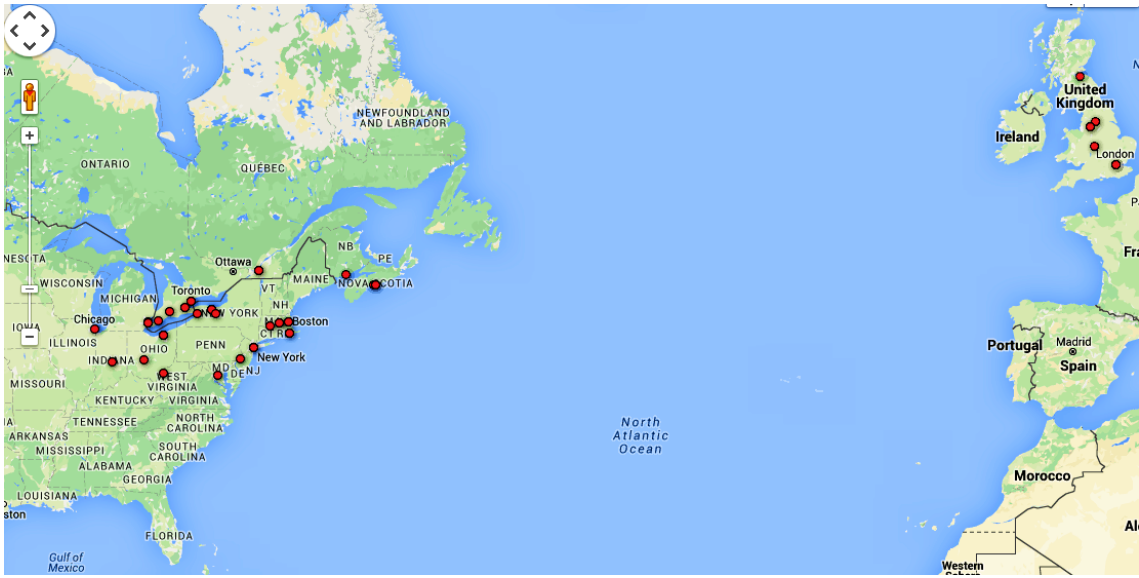 NEWFOUNDLAND
AND LABRADOR
United
Kingdom
Ireland
ONTARIO
London
QUÉBEC
NB
PE
Ottawa
MAINE
NOVA SCOTIA
WISCONSIN
MICHIGAN
Toronto
VT
NH
NEW YORK
Chicago
Boston
IOWA
ILLINOIS
CT
RI
OHIO
PENN
New York
INDIANA
MD
DE
NJ
WEST
VIRGINIA
MISSOURI
KENTUCKY
VIRGINIA
NORTH
CAROLINA
TENNESSEE
ARKANSAS
MISSISSIPPI
SOUTH
CAROLINA
ALABAMA
GEORGIA
LOUISIANA
ston
FLORIDA
Gulf of
Mexico
North
Atlantic
Ocean
Portugal
Madrid
Spain
Fra
Morocco
Western